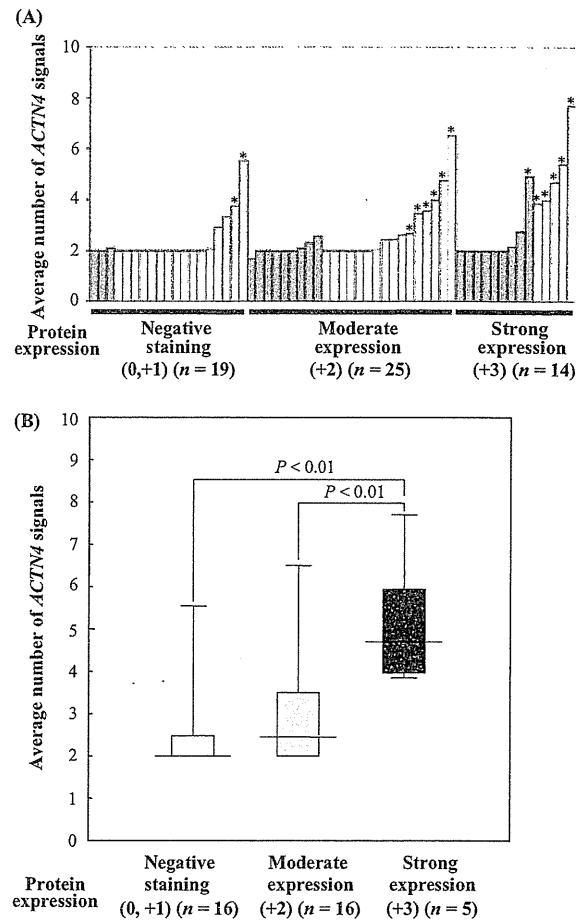 (A)
Average number of ACTN4 signals
10
8
6
4
2
0
* * * * * * * * * * * * * *
Protein expression
Negative staining (0,+1) (n = 19)
Moderate expression (+2) (n = 25)
Strong expression (+3) (n = 14)
(B)
Average number of ACTN4 signals
10
9
8
7
6
5
4
3
2
1
0
P < 0.01
P < 0.01
Protein expression
Negative staining (0, +1) (n = 16)
Moderate expression (+2) (n = 16)
Strong expression (+3) (n = 5)